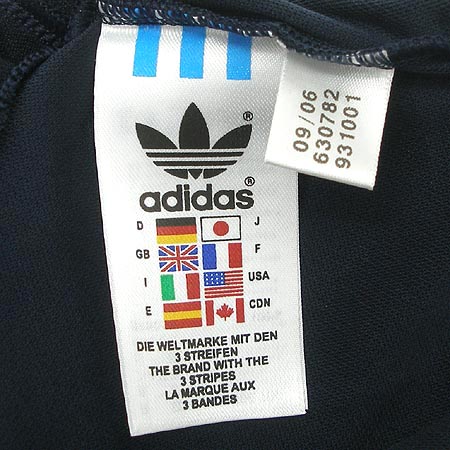 ®
adidas®
D J
GB F
I USA
E CDN
DIE WELTMARKE MIT DEN
3 STREIFEN
THE BRAND WITH THE
3 STRIPES
LA MARQUE AUX
3 BANDES
09/06
630782
931001